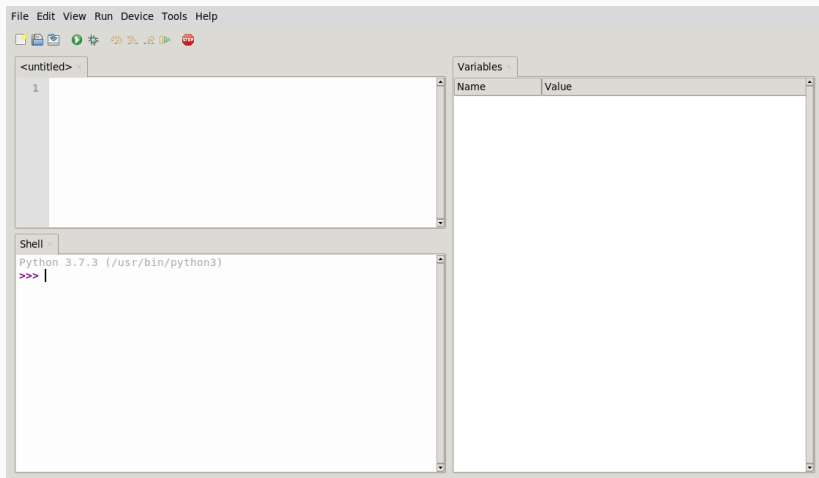 File Edit View Run Device Tools Help
STOP
<untitled>
1
Shell
Python 3.7.3 (/usr/bin/python3)
>>>
Variables
Name Value